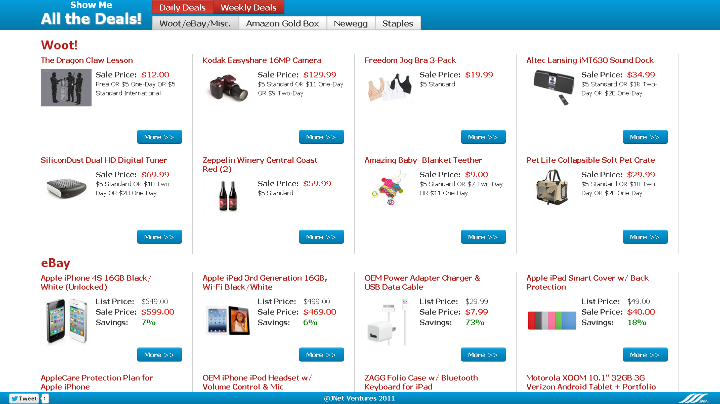 Show Me
All the Deals!
Daily Deals
Weekly Deals
Woot/eBay/Misc.
Amazon Gold Box
Newegg
Staples
Woot!
The Dragon Claw Lesson
Sale Price: $12.00
Free OR $5 One-Day OR $5
Standard International
More >>
Kodak Easyshare 16MP Camera
Sale Price: $129.99
$5 Standard OR $11 One-Day
OR $9 Two-Day
More >>
Freedom Jog Bra 3-Pack
Sale Price: $19.99
$5 Standard
More >>
Altec Lansing iMT630 Sound Dock
Sale Price: $34.99
$5 Standard OR $18 Two-
Day OR $20 One-Day
More >>
SiliconDust Dual HD Digital Tuner
Sale Price: $69.99
$5 Standard OR $18 Two-
Day OR $20 One-Day
More >>
Zeppelin Winery Central Coast
Red (2)
Sale Price: $59.99
$5 Standard
More >>
Amazing Baby Blanket Teether
Sale Price: $9.00
$5 Standard OR $7 Two-Day
OR $11 One-Day
More >>
Pet Life Collapsible Soft Pet Crate
Sale Price: $29.99
$5 Standard OR $18 Two-
Day OR $20 One-Day
More >>
eBay
Apple iPhone 4S 16GB Black/
White (Unlocked)
List Price: $649.00
Sale Price: $599.00
Savings: 7%
More >>
Apple iPad 3rd Generation 16GB,
Wi-Fi Black/White
List Price: $499.00
Sale Price: $469.00
Savings: 6%
More >>
OEM Power Adapter Charger &
USB Data Cable
List Price: $29.99
Sale Price: $7.99
Savings: 73%
More >>
Apple iPad Smart Cover w/ Back
Protection
List Price: $49.00
Sale Price: $40.00
Savings: 18%
More >>
AppleCare Protection Plan for
Apple iPhone
OEM iPhone iPod Headset w/
Volume Control & Mic
ZAGG Folio Case w/ Bluetooth
Keyboard for iPad
Motorola XOOM 10.1" 32GB 3G
Verizon Android Tablet + Portfolio
Tweet
1
@JNet Ventures 2011